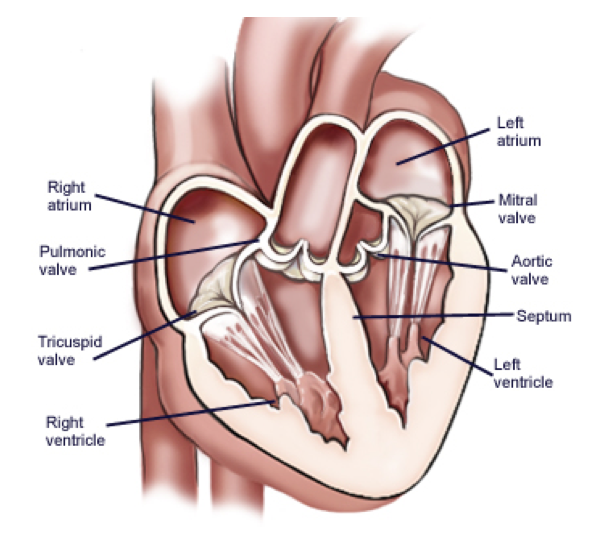 Left
atrium
Right
atrium
Mitral
valve
Pulmonic
valve
Aortic
valve
Septum
Tricuspid
valve
Left
ventricle
Right
ventricle